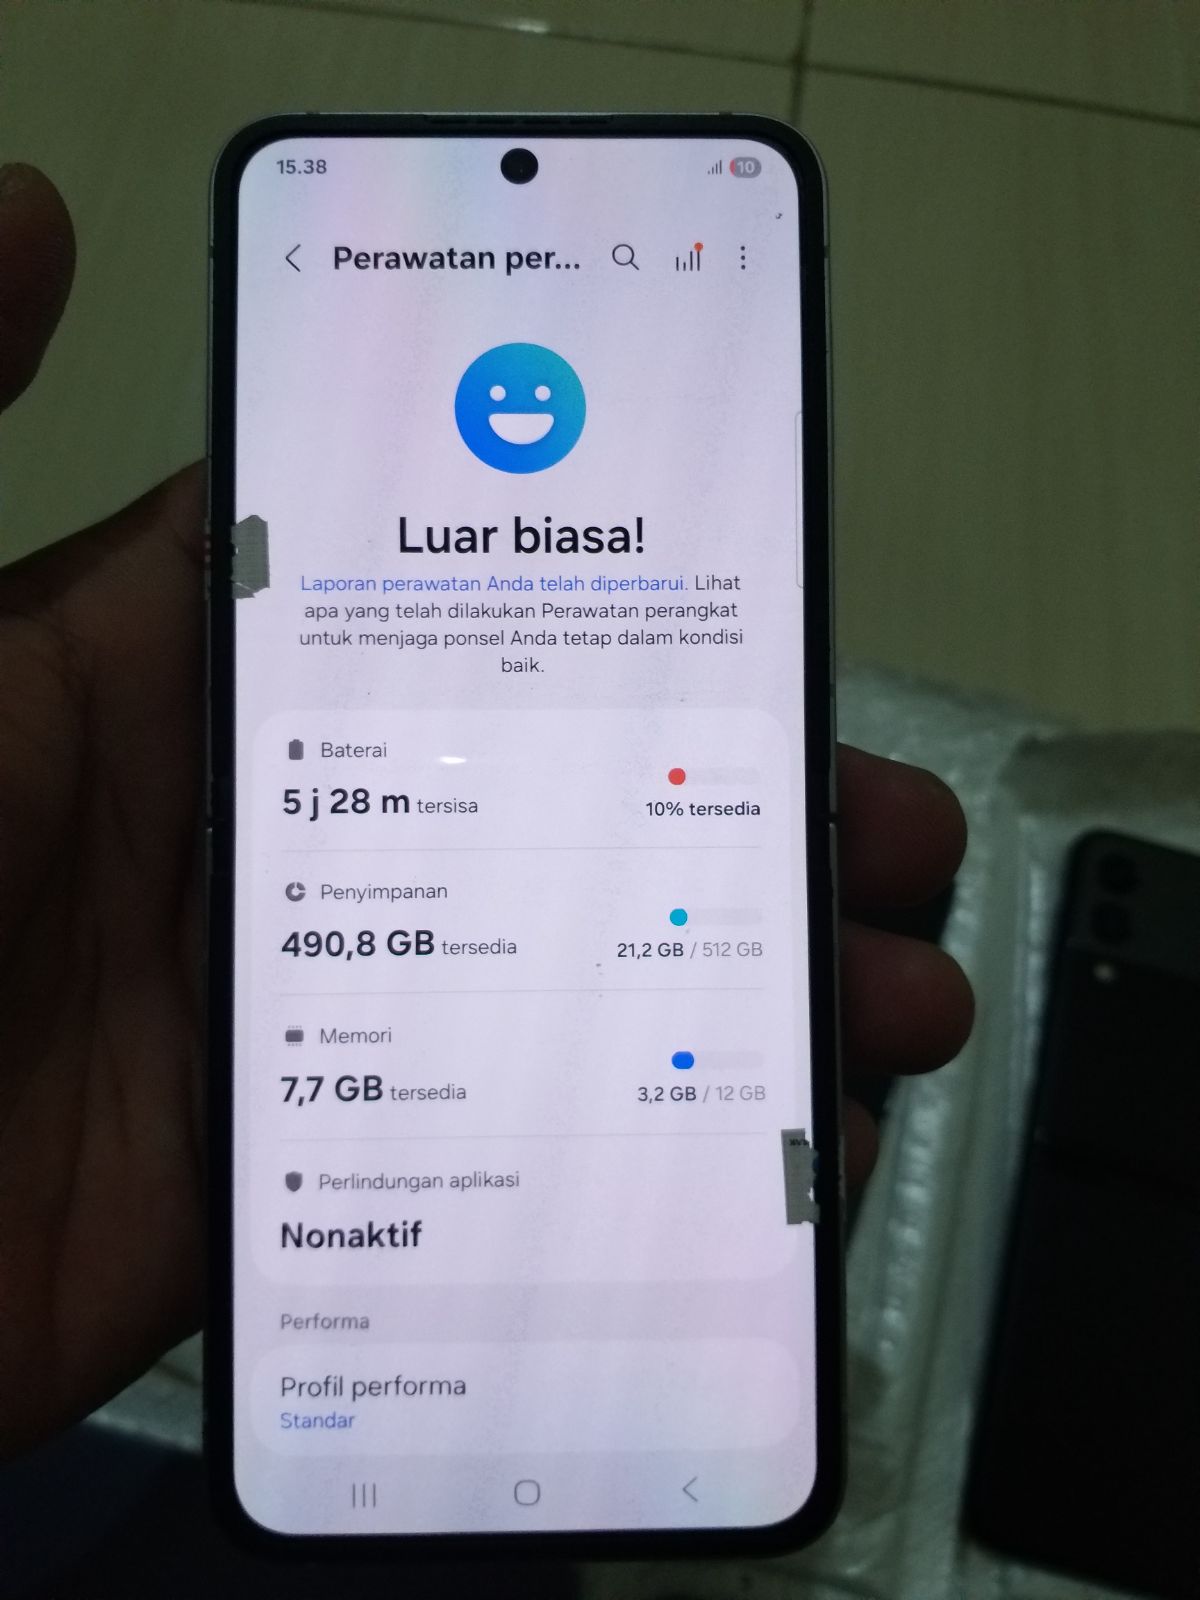 15.38
10
Perawatan per...
Luar biasa!
Laporan perawatan Anda telah diperbarui. Lihat
apa yang telah dilakukan Perawatan perangkat
untuk menjaga ponsel Anda tetap dalam kondisi
baik.
Baterai
5 j 28 m tersisa
10% tersedia
Penyimpanan
490,8 GB tersedia
21,2 GB / 512 GB
Memori
7,7 GB tersedia
3,2 GB / 12 GB
Perlindungan aplikasi
Nonaktif
Performa
Profil performa
Standar